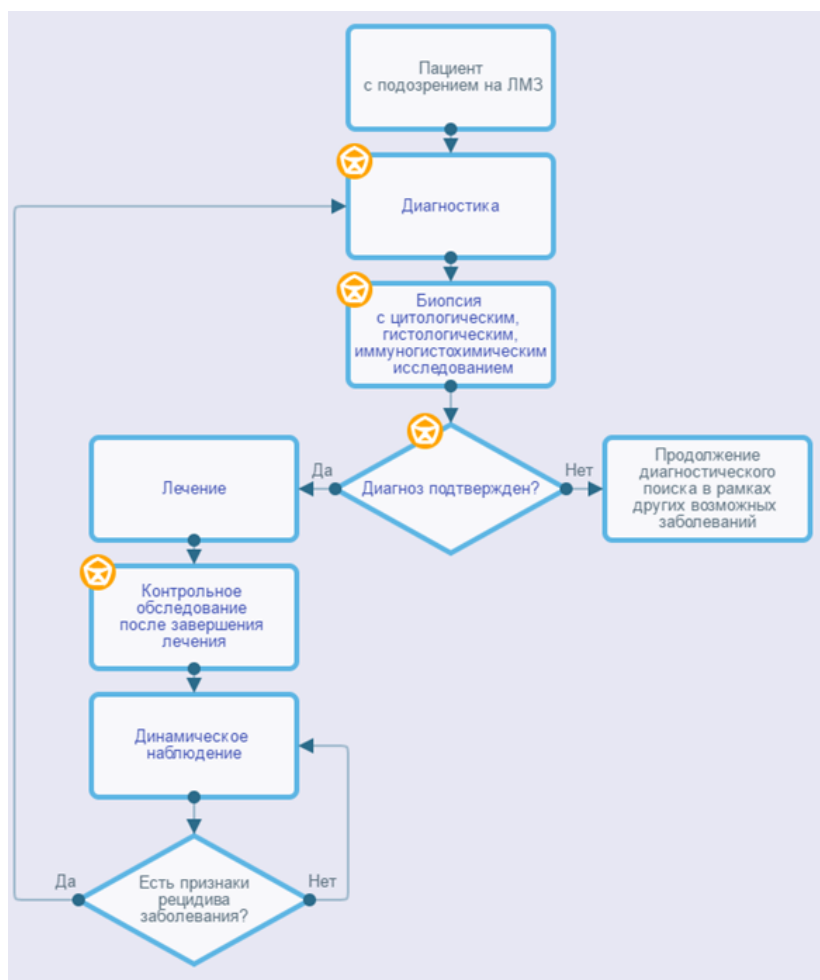 Пациент
с подозрением на ЛМЗ
Диагностика
Биопсия
с цитологическим,
гистологическим,
иммуногистохимическим
исследованием
Да
Диагноз подтвержден?
Нет
Лечение
Продолжение
диагностического
поиска в рамках
других возможных
заболеваний
Контрольное
обследование
после завершения
лечения
Динамическое
наблюдение
Да
Есть признаки
рецидива
заболевания?
Нет